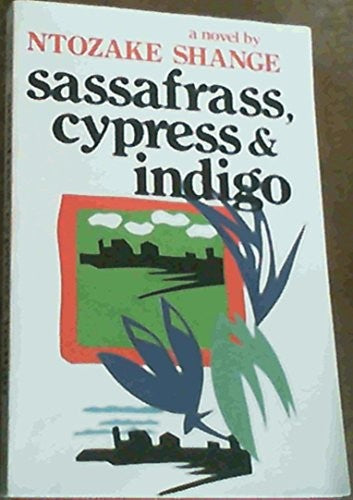 a novel by
NTOZAKE SHANGE
sassafrass,
cypress &
indigo